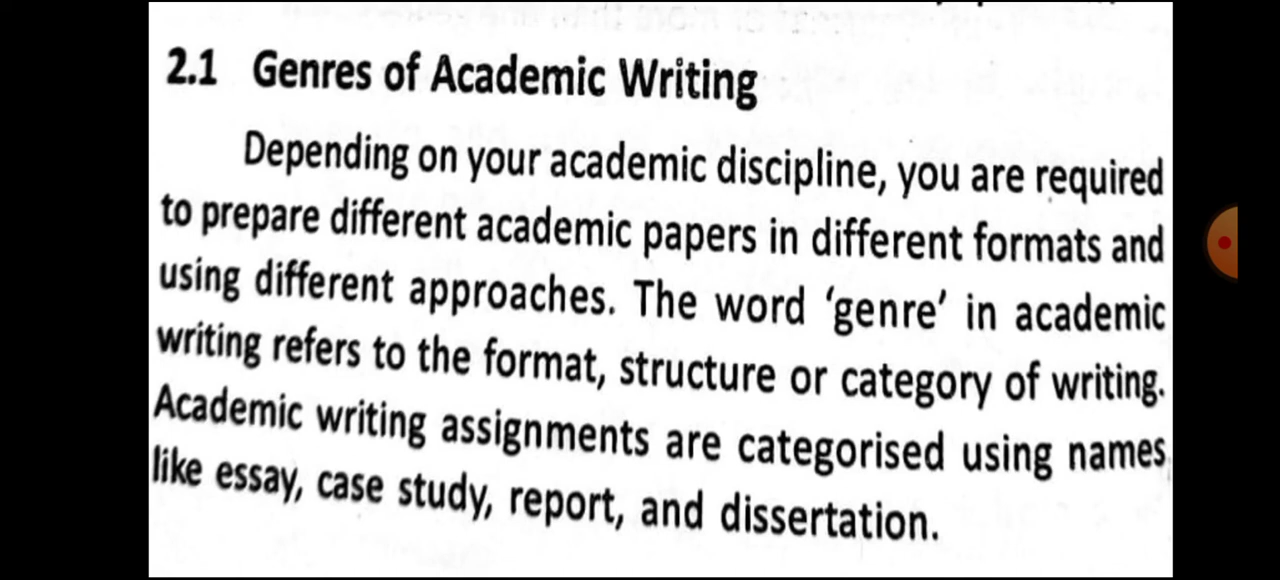 2.1 Genres of Academic Writing
Depending on your academic discipline, you are required
to prepare different academic papers in different formats and
using different approaches. The word ‘genre’ in academic
writing refers to the format, structure or category of writing.
Academic writing assignments are categorised using names
like essay, case study, report, and dissertation.